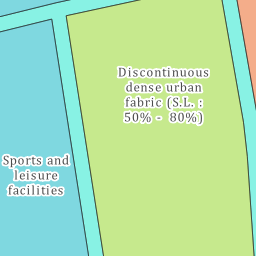 Discontinuous
dense urban
fabric (S.L. :
50% - 80%)
Sports and
leisure
facilities